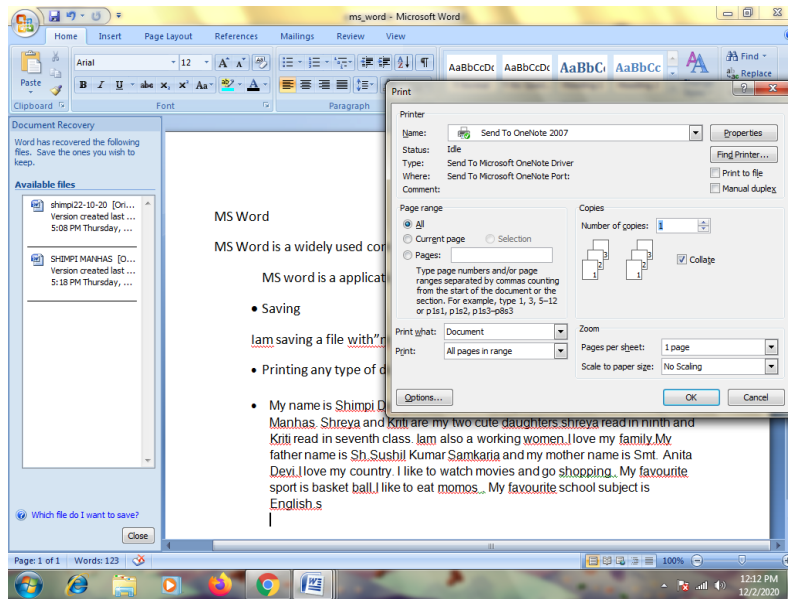 ms_word - Microsoft Word
Home Insert Page Layout References Mailings Review View
Arial 12
Paste
B I U abe x, x² Aa
AaBbCcDc AaBbCcDc AaBbC AaBbCc
Find
Replace
Clipboard Font Paragraph
Document Recovery
Word has recovered the following
files. Save the ones you wish to
keep.
Available files
shimpi22-10-20 [Ori...
Version created last ...
5:08 PM Thursday, ...
SHIMPI MANHAS [O...
Version created last ...
5:18 PM Thursday, ...
Which file do I want to save?
Close
MS Word
MS Word is a widely used
MS word is a
• Saving
Iam saving a file
• Printing any type of
• My name is Shimpi
Manhas. Shreya and Kriti are my two cute daughters.shreya read in ninth and
Kriti read in seventh class. Iam also a working women.I love my family.My
father name is Sh.Sushil Kumar Samkaria and my mother name is Smt. Anita
Devi.I love my country. I like to watch movies and go shopping . My favourite
sport is basket ball.I like to eat momos . My favourite school subject is
English.s
Print
Printer
Name: Send To OneNote 2007 Properties
Status: Idle
Type: Send To Microsoft OneNote Driver Find Printer...
Where: Send To Microsoft OneNote Port: Print to file
Comment: Manual duplex
Page range
All
Current page Selection
Pages:
Type page numbers and/or page
ranges separated by commas counting
from the start of the document or the
section. For example, type 1, 3, 5–12
or p1s1, p1s2, p1s3–p8s3
Copies
Number of copies: 1
1 2 3 1 2 3 Collate
Print what: Document
Print: All pages in range
Zoom
Pages per sheet: 1 page
Scale to paper size: No Scaling
Options... OK Cancel
Page: 1 of 1 Words: 123 100%
12:12 PM
12/2/2020